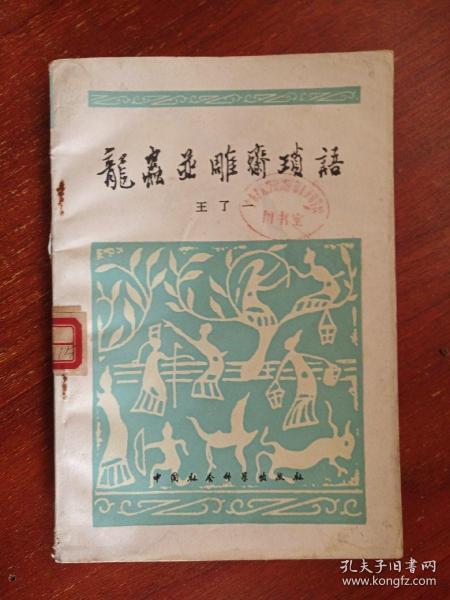 龍蟲並雕齋瑣語
王了一
图书室
中国社会科学出版社
孔夫子旧书网
www.kongfz.com